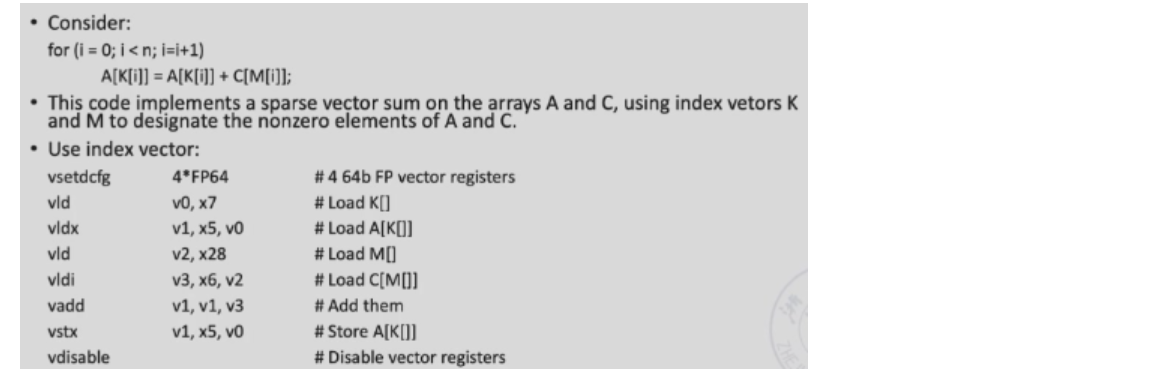 • Consider:
for (i = 0; i < n; i=i+1)
A[K[i]] = A[K[i]] + C[M[i]];
• This code implements a sparse vector sum on the arrays A and C, using index vetors K
and M to designate the nonzero elements of A and C.
• Use index vector:
vsetdcfg 4*FP64 # 4 64b FP vector registers
vld v0, x7 # Load K[]
vldx v1, x5, v0 # Load A[K[]]
vld v2, x28 # Load M[]
vldi v3, x6, v2 # Load C[M[]]
vadd v1, v1, v3 # Add them
vstx v1, x5, v0 # Store A[K[]]
vdisable # Disable vector registers